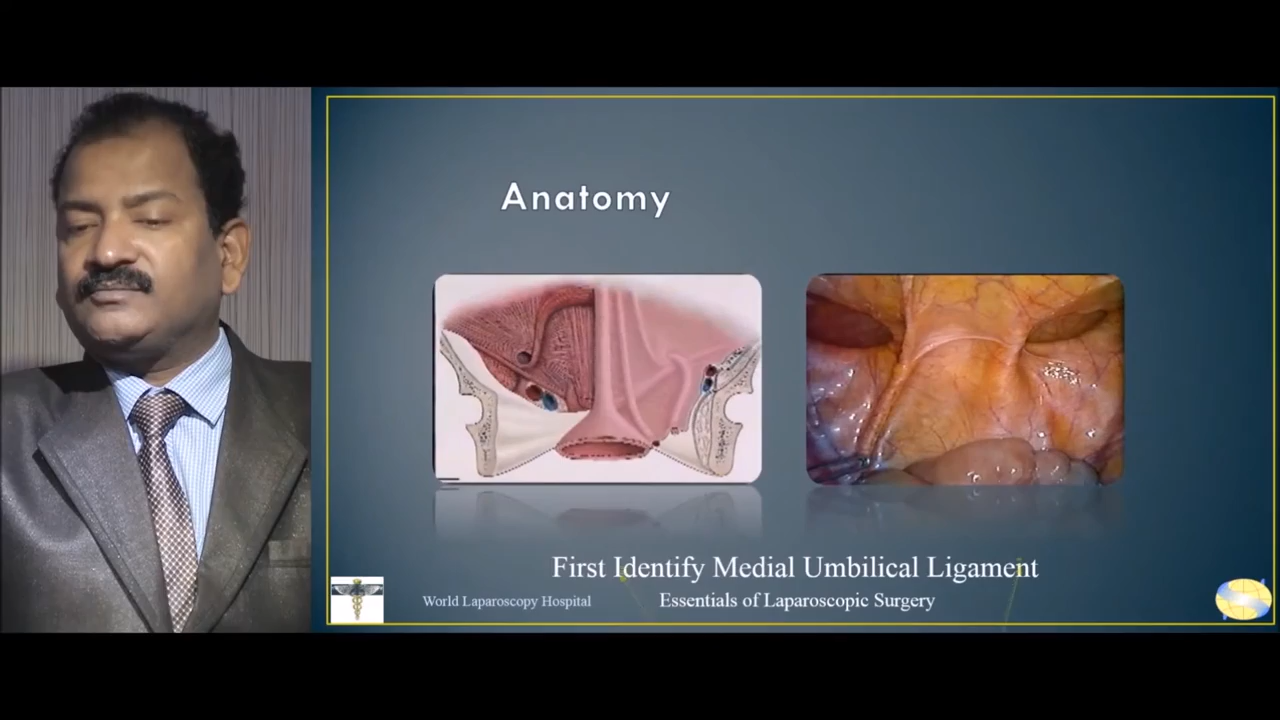 Anatomy
First Identify Medial Umbilical Ligament
World Laparoscopy Hospital
Essentials of Laparoscopic Surgery